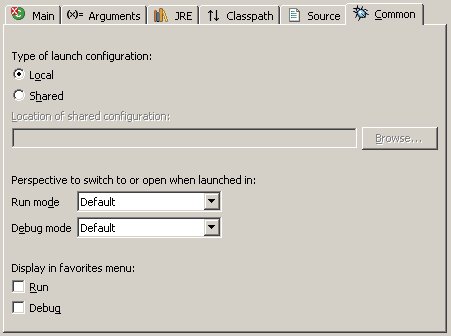 Main (x)= Arguments JRE Classpath Source Common
Type of launch configuration:
Local
Shared
Location of shared configuration:
Browse...
Perspective to switch to or open when launched in:
Run mode Default
Debug mode Default
Display in favorites menu:
Run
Debug